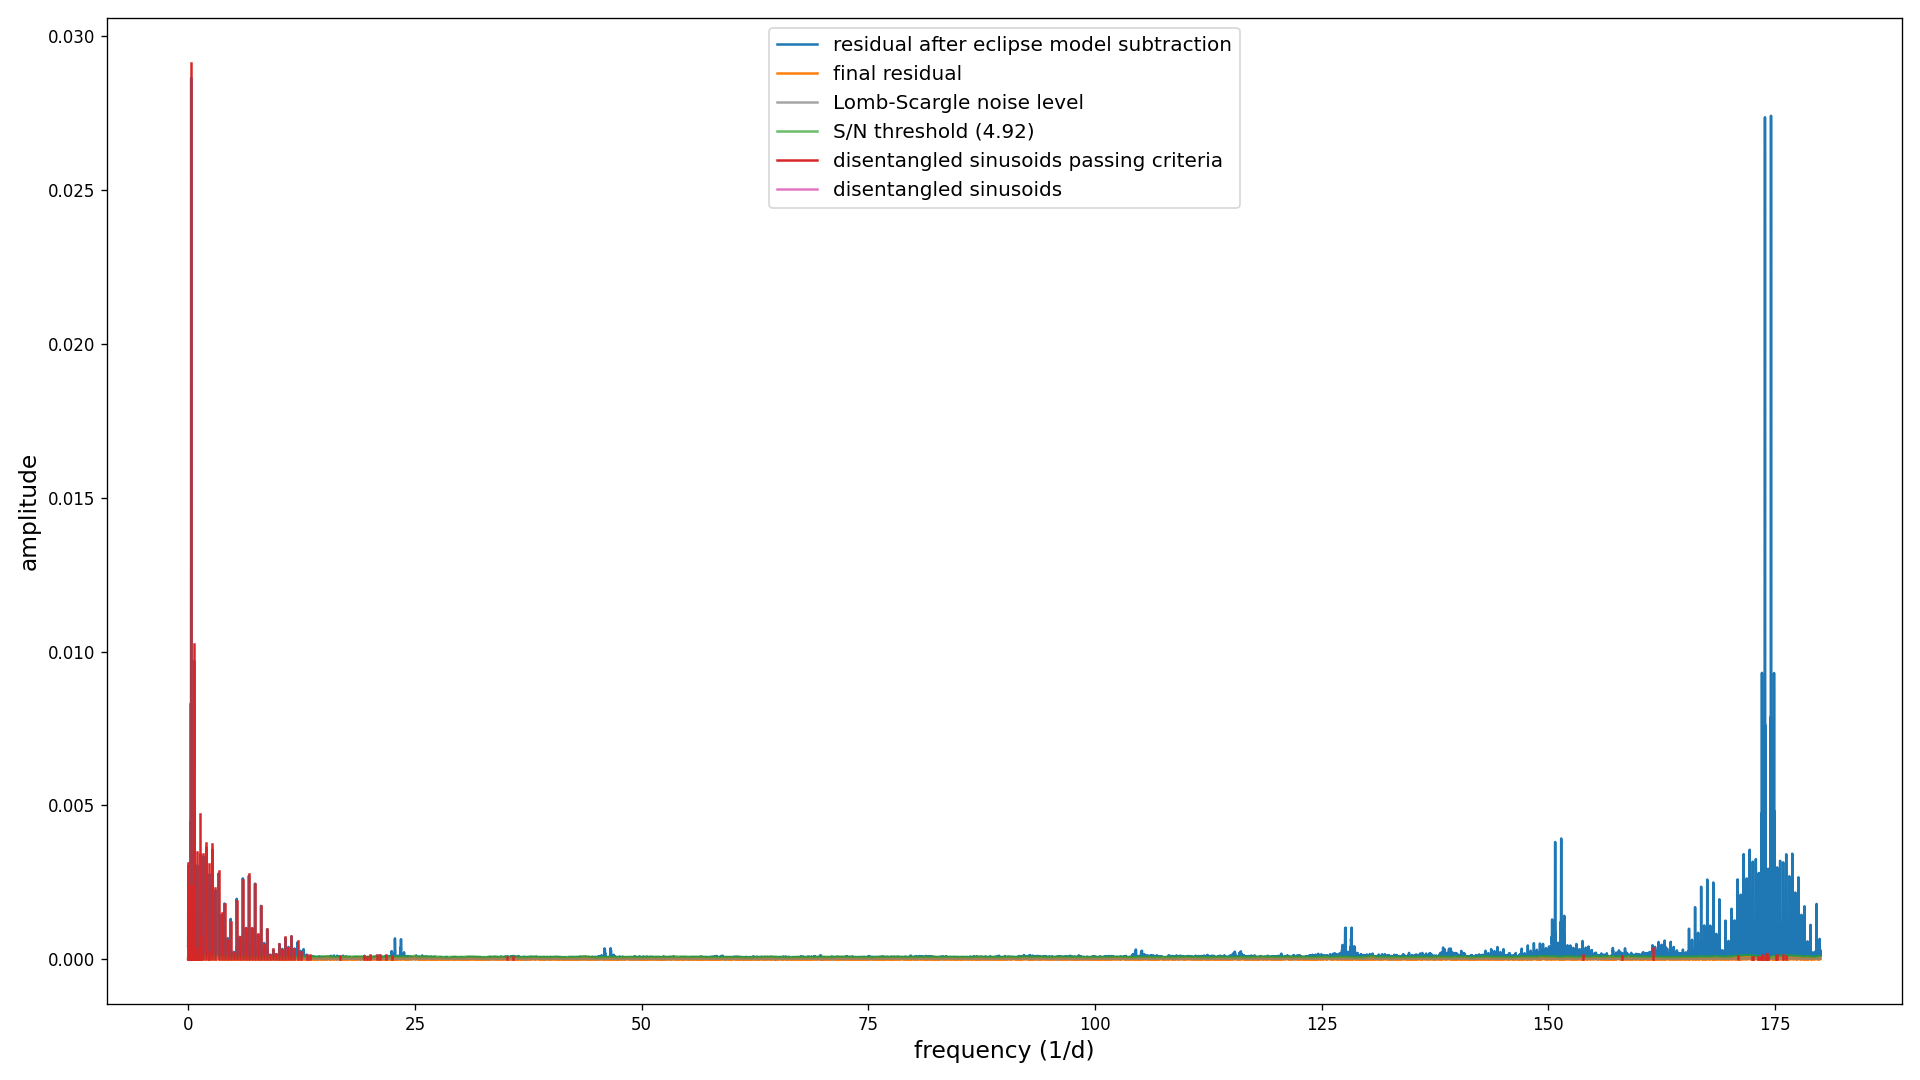 residual after eclipse model subtraction
final residual
Lomb-Scargle noise level
S/N threshold (4.92)
disentangled sinusoids passing criteria
disentangled sinusoids
amplitude
0.030
0.025
0.020
0.015
0.010
0.005
0.000
0 25 50 75 100 125 150 175
frequency (1/d)